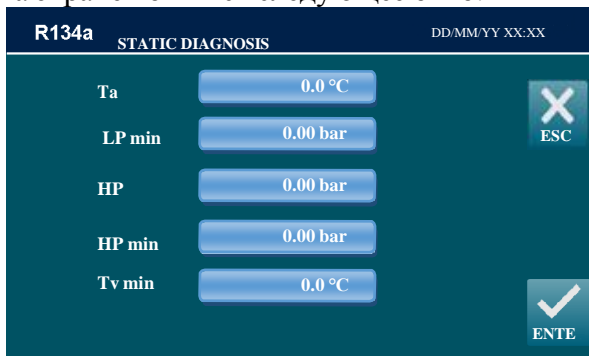 R134a STATIC DIAGNOSIS DD/MM/YY XX:XX
Ta 0.0 °C
LP min 0.00 bar
ESC
HP 0.00 bar
HP min 0.00 bar
Tv min 0.0 °C
ENTE